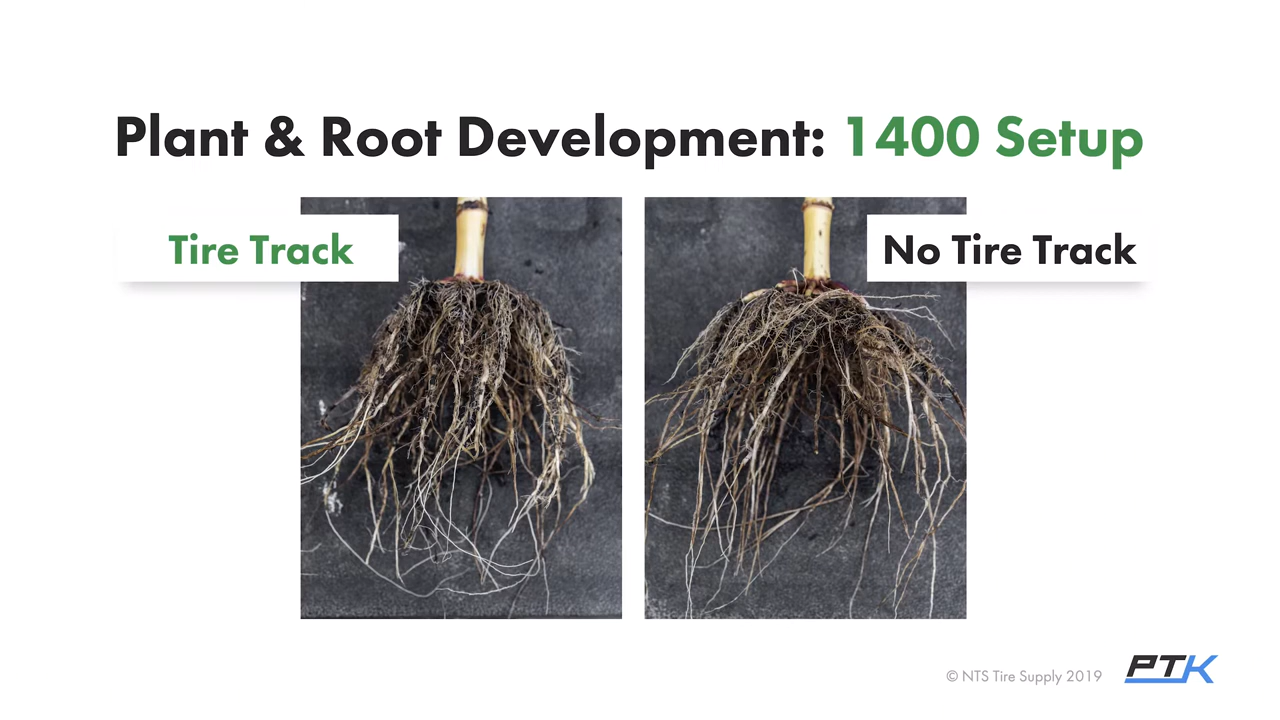 Plant & Root Development: 1400 Setup
Tire Track
No Tire Track
© NTS Tire Supply 2019
PTK